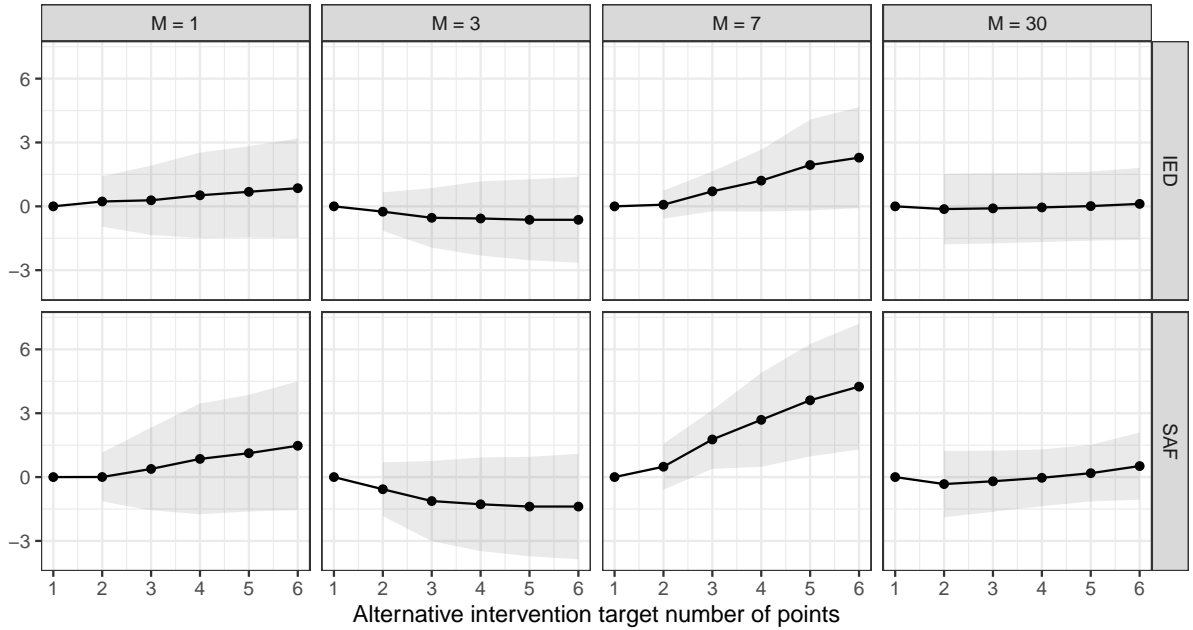 M = 1 M = 3 M = 7 M = 30
6
3
0
−3
IED
6
3
0
−3
SAF
1 2 3 4 5 6 1 2 3 4 5 6 1 2 3 4 5 6 1 2 3 4 5 6
Alternative intervention target number of points